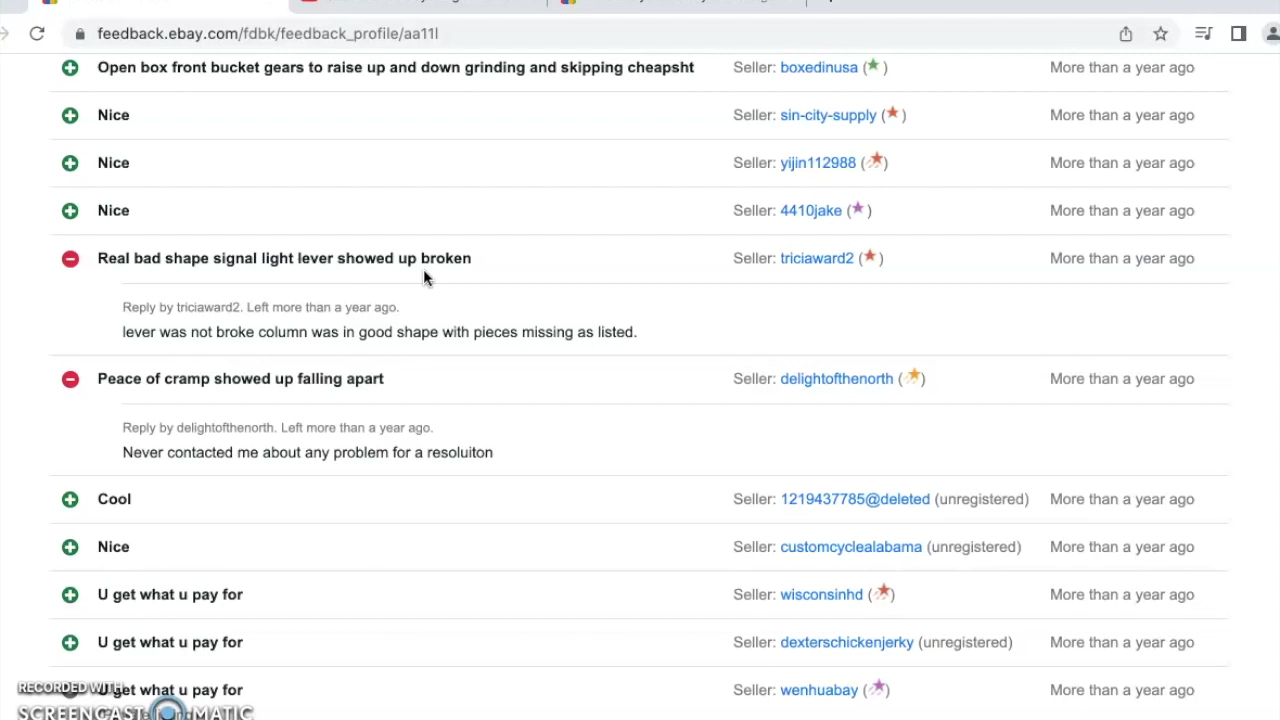 feedback.ebay.com/fdbk/feedback_profile/aa11l
Open box front bucket gears to raise up and down grinding and skipping cheapsht Seller: boxedinusa ( ) More than a year ago
Nice Seller: sin-city-supply ( ) More than a year ago
Nice Seller: yijin112988 ( ) More than a year ago
Nice Seller: 4410jake ( ) More than a year ago
Real bad shape signal light lever showed up broken Seller: triciaward2 ( ) More than a year ago
Reply by triciaward2. Left more than a year ago.
lever was not broke column was in good shape with pieces missing as listed.
Peace of cramp showed up falling apart Seller: delightofthenorth ( ) More than a year ago
Reply by delightofthenorth. Left more than a year ago.
Never contacted me about any problem for a resoluiton
Cool Seller: 1219437785@deleted (unregistered) More than a year ago
Nice Seller: customcyclealabama (unregistered) More than a year ago
U get what u pay for Seller: wisconsinhd ( ) More than a year ago
U get what u pay for Seller: dexterschickenjerky (unregistered) More than a year ago
U get what u pay for Seller: wenhuabay ( ) More than a year ago
RECORDED WITH
SCREENCAST MATIC